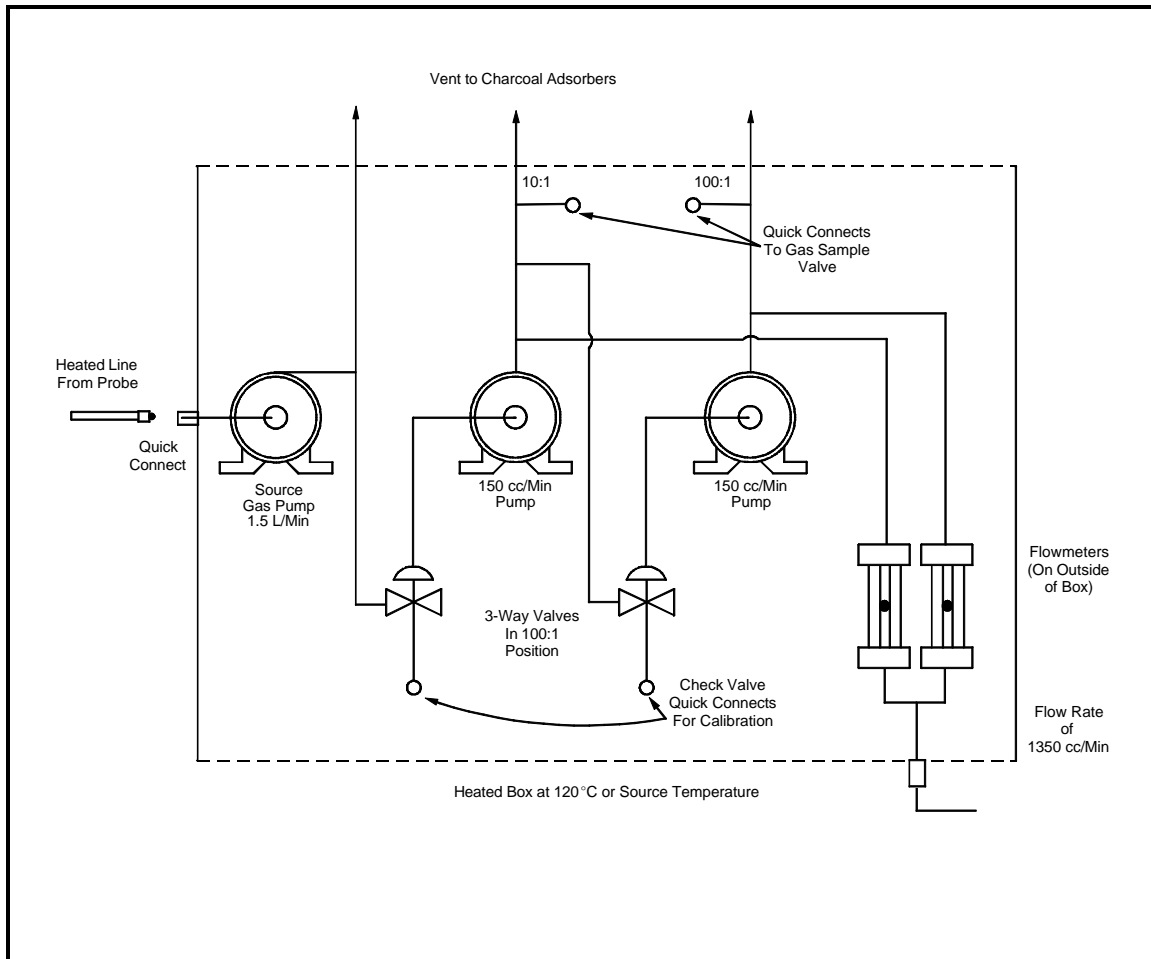 Vent to Charcoal Adsorbers
10:1
100:1
Quick Connects
To Gas Sample
Valve
Heated Line
From Probe
Quick
Connect
Source
Gas Pump
1.5 L/Min
150 cc/Min
Pump
150 cc/Min
Pump
Flowmeters
(On Outside
of Box)
3-Way Valves
In 100:1
Position
Check Valve
Quick Connects
For Calibration
Flow Rate
of
1350 cc/Min
Heated Box at 120°C or Source Temperature